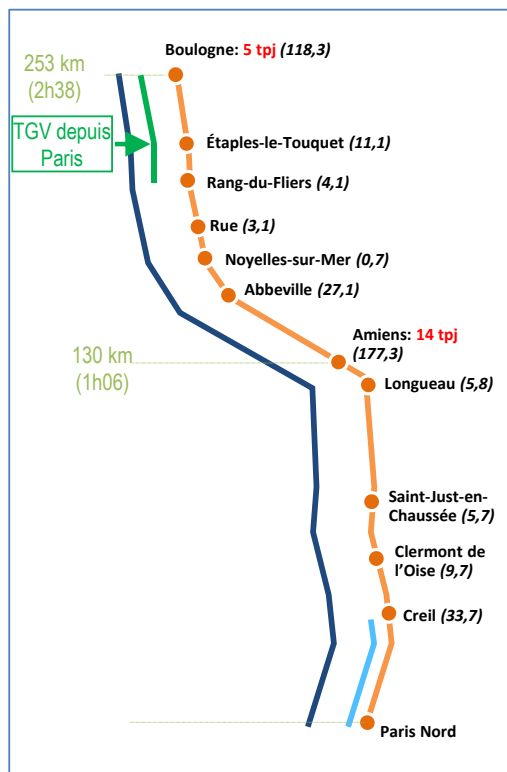 Boulogne: 5 tpj (118,3)
253 km
(2h38)
TGV depuis
Paris
Étaples-le-Touquet (11,1)
Rang-du-Fliers (4,1)
Rue (3,1)
Noyelles-sur-Mer (0,7)
Abbeville (27,1)
Amiens: 14 tpj
(177,3)
130 km
(1h06)
Longueau (5,8)
Saint-Just-en-
Chaussée (5,7)
Clermont de
l’Oise (9,7)
Creil (33,7)
Paris Nord